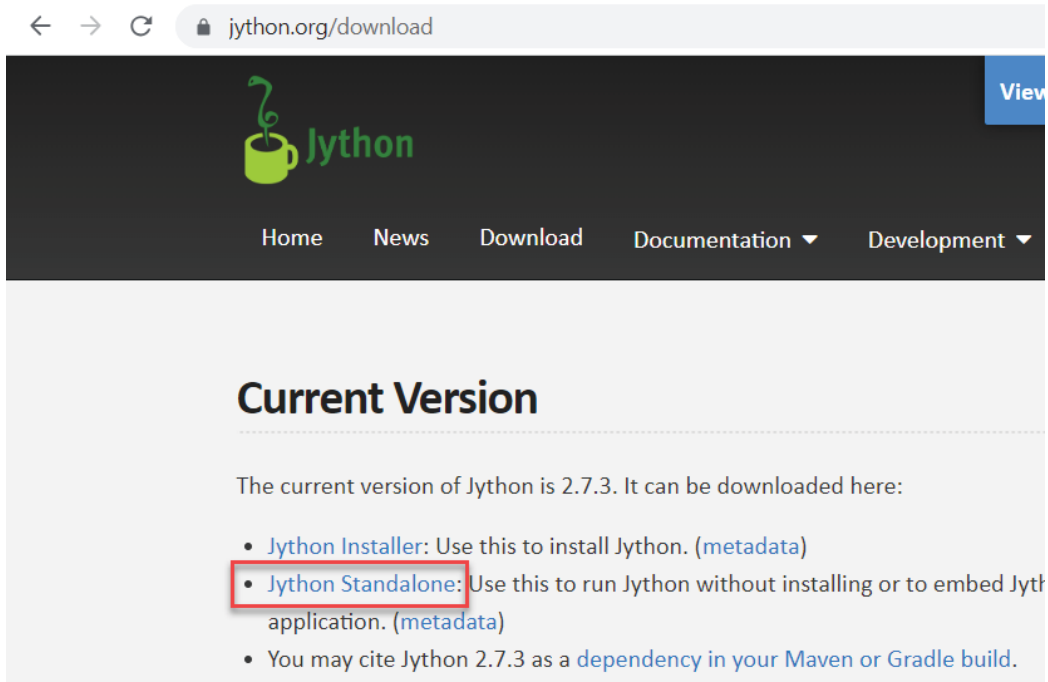 jython.org/download
View
Jython
Home News Download Documentation Development
Current Version
The current version of Jython is 2.7.3. It can be downloaded here:
• Jython Installer: Use this to install Jython. (metadata)
• Jython Standalone: Use this to run Jython without installing or to embed Jyth
application. (metadata)
• You may cite Jython 2.7.3 as a dependency in your Maven or Gradle build.